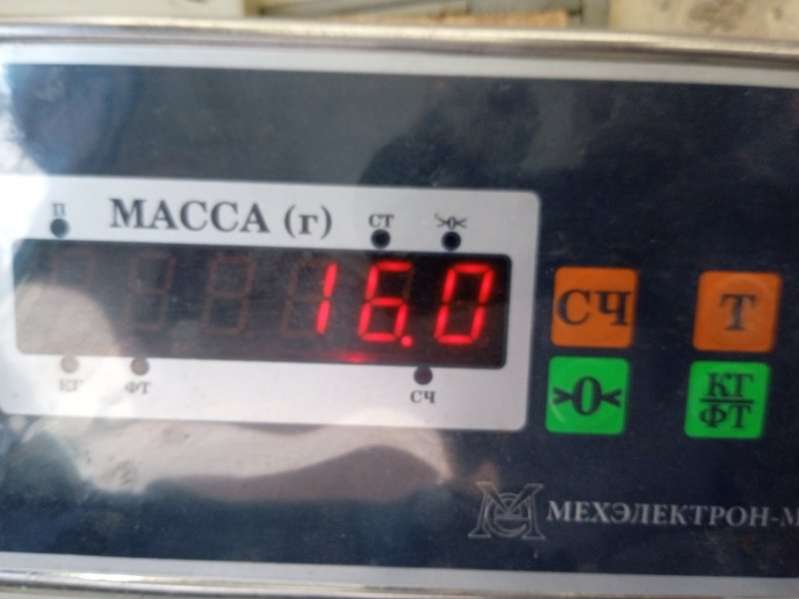 П МАССА (г) СТ >0<
16.0
КГ ФТ СЧ
СЧ Т
>0< КГ/ФТ
МЕХЭЛЕКТРОН-М